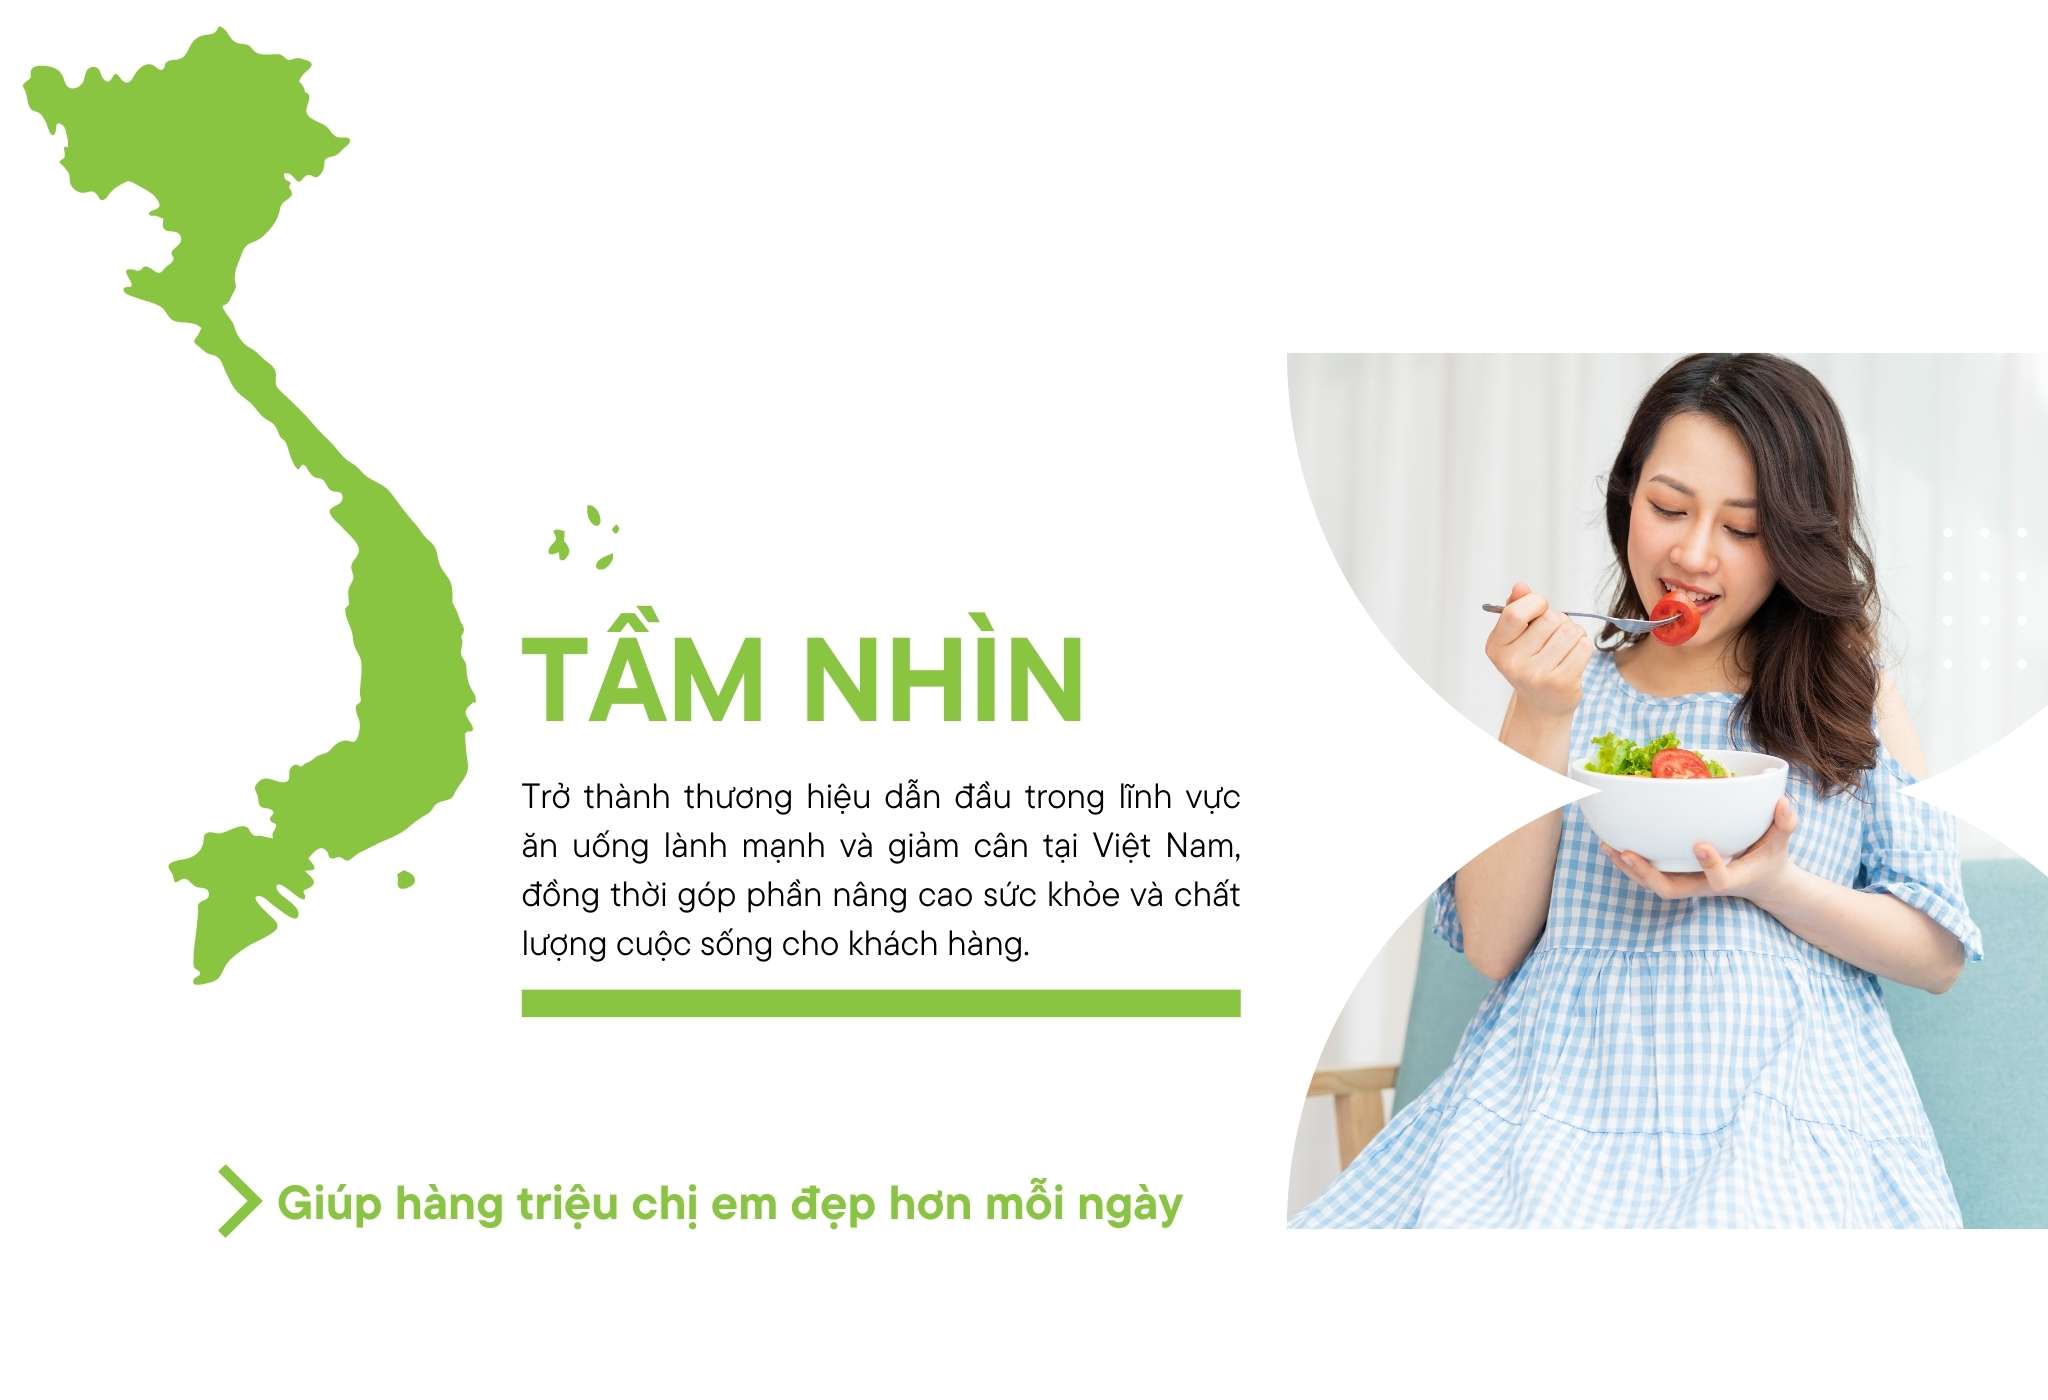 TẦM NHÌN
Trở thành thương hiệu dẫn đầu trong lĩnh vực
ăn uống lành mạnh và giảm cân tại Việt Nam,
đồng thời góp phần nâng cao sức khỏe và chất
lượng cuộc sống cho khách hàng.
Giúp hàng triệu chị em đẹp hơn mỗi ngày